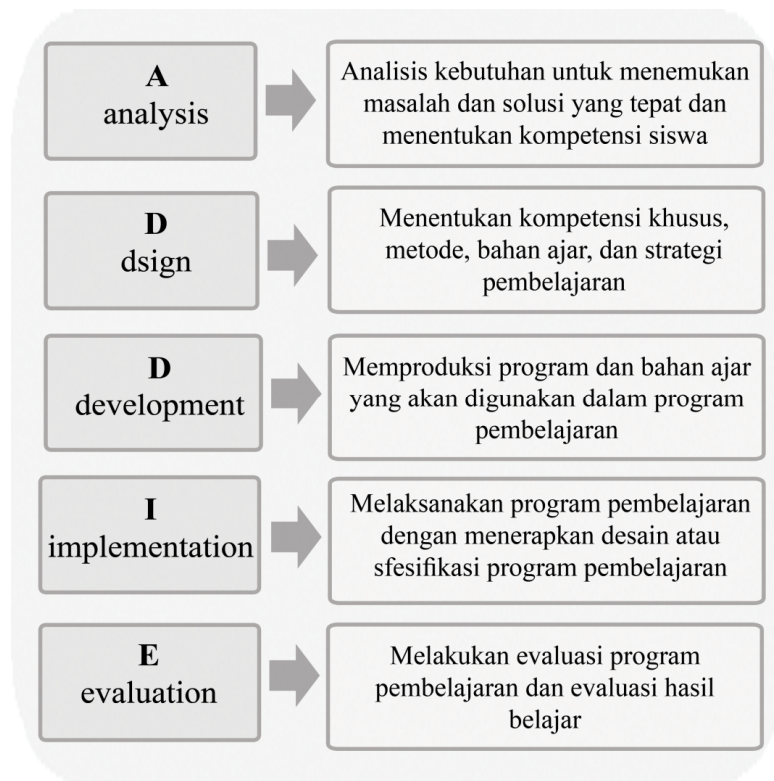 A
analysis
Analisis kebutuhan untuk menemukan
masalah dan solusi yang tepat dan
menentukan kompetensi siswa
D
dsign
Menentukan kompetensi khusus,
metode, bahan ajar, dan strategi
pembelajaran
D
development
Memproduksi program dan bahan ajar
yang akan digunakan dalam program
pembelajaran
I
implementation
Melaksanakan program pembelajaran
dengan menerapkan desain atau
sfesifikasi program pembelajaran
E
evaluation
Melakukan evaluasi program
pembelajaran dan evaluasi hasil
belajar